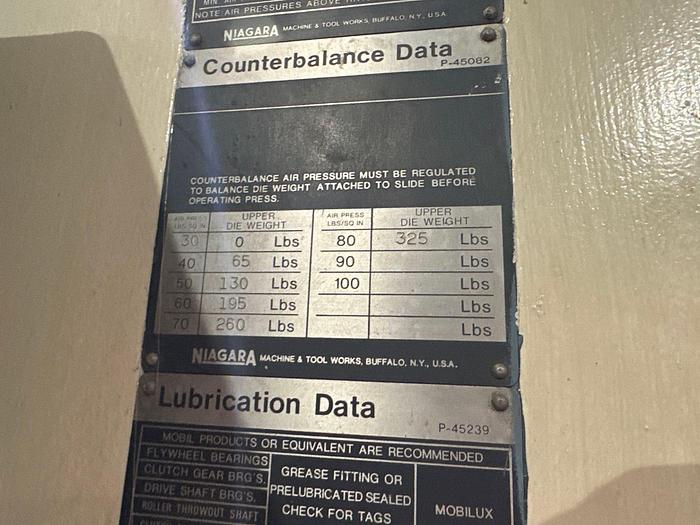 NOTE: AIR PRESSURES ABOVE
NIAGARA MACHINE & TOOL WORKS, BUFFALO, N.Y., U.S.A.
Counterbalance Data
P-45082
COUNTERBALANCE AIR PRESSURE MUST BE REGULATED
TO BALANCE DIE WEIGHT ATTACHED TO SLIDE BEFORE
OPERATING PRESS.
AIR PRESS LBS/SQ IN UPPER DIE WEIGHT AIR PRESS LBS/SQ IN UPPER DIE WEIGHT
30 0 Lbs 80 325 Lbs
40 65 Lbs 90 Lbs
50 130 Lbs 100 Lbs
60 195 Lbs Lbs
70 260 Lbs Lbs
NIAGARA MACHINE & TOOL WORKS, BUFFALO, N.Y., U.S.A.
Lubrication Data
P-45239
MOBIL PRODUCTS OR EQUIVALENT ARE RECOMMENDED
FLYWHEEL BEARINGS
CLUTCH GEAR BRG'S.
DRIVE SHAFT BRG'S.
ROLLER THROWOUT SHAFT
GREASE FITTING OR
PRELUBRICATED SEALED
CHECK FOR TAGS
MOBILUX